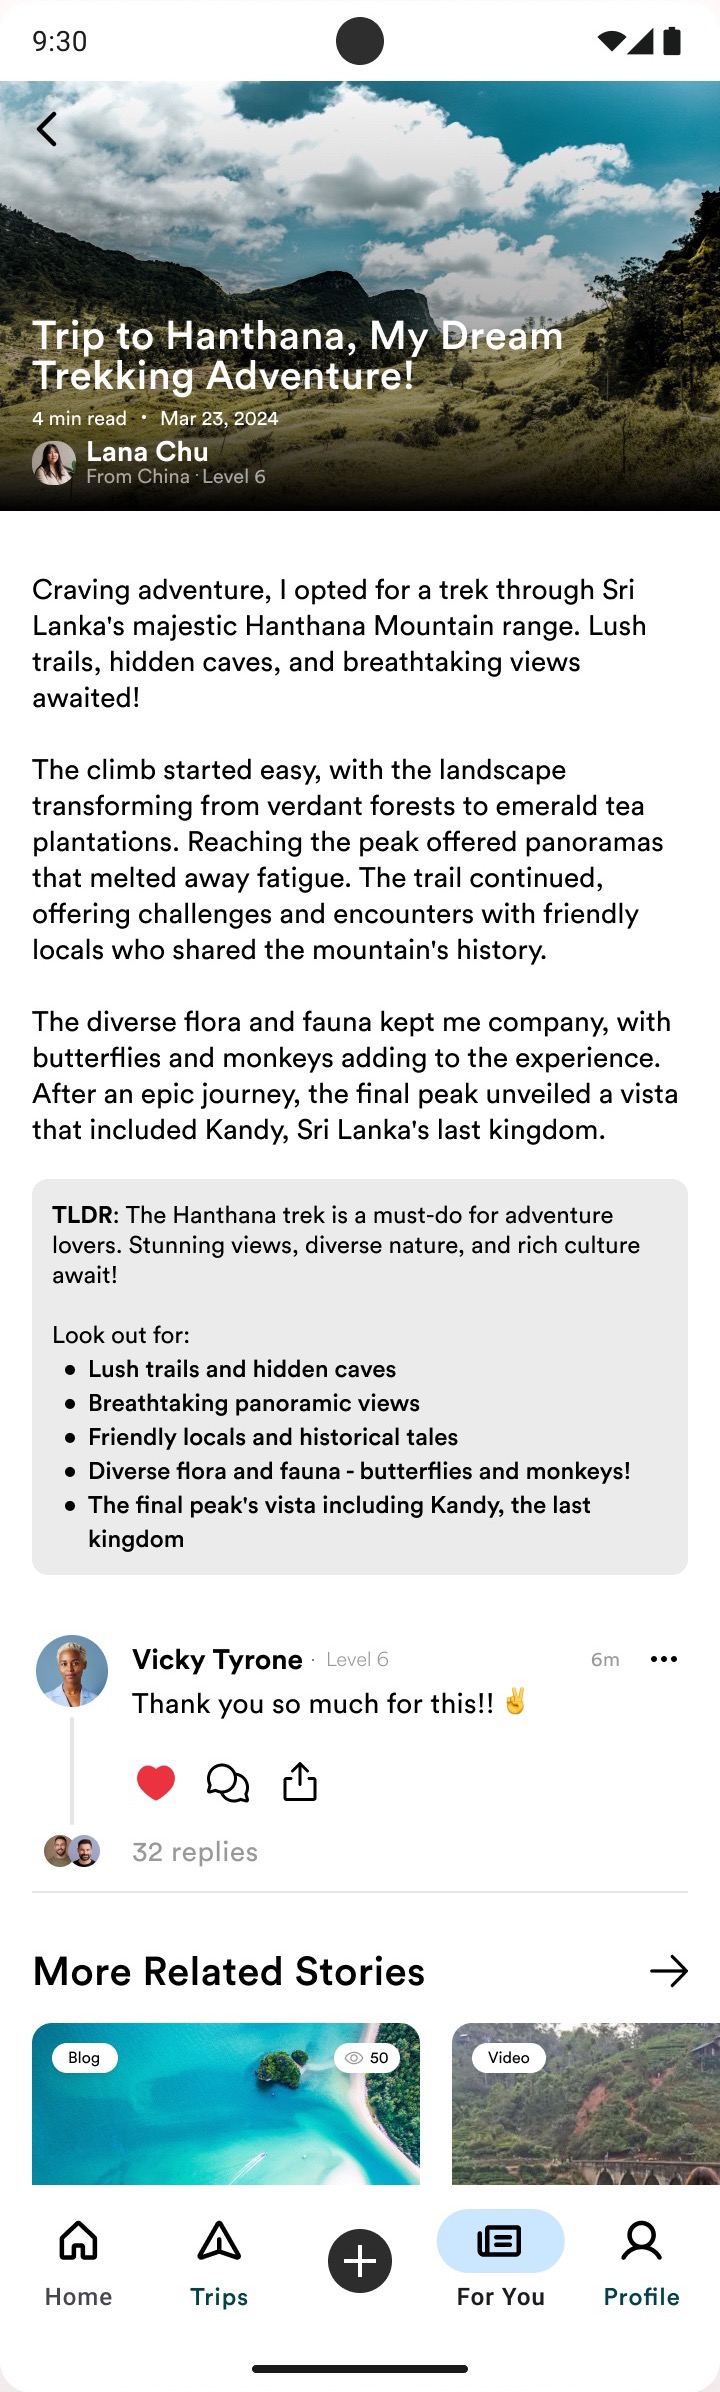 9:30
Trip to Hanthana, My Dream
Trekking Adventure!
4 min read • Mar 23, 2024
Lana Chu
From China · Level 6
Craving adventure, I opted for a trek through Sri
Lanka's majestic Hanthana Mountain range. Lush
trails, hidden caves, and breathtaking views
awaited!
The climb started easy, with the landscape
transforming from verdant forests to emerald tea
plantations. Reaching the peak offered panoramas
that melted away fatigue. The trail continued,
offering challenges and encounters with friendly
locals who shared the mountain's history.
The diverse flora and fauna kept me company, with
butterflies and monkeys adding to the experience.
After an epic journey, the final peak unveiled a vista
that included Kandy, Sri Lanka's last kingdom.
TLDR: The Hanthana trek is a must-do for adventure
lovers. Stunning views, diverse nature, and rich culture
await!
Look out for:
• Lush trails and hidden caves
• Breathtaking panoramic views
• Friendly locals and historical tales
• Diverse flora and fauna - butterflies and monkeys!
• The final peak's vista including Kandy, the last
kingdom
Vicky Tyrone · Level 6 6m
Thank you so much for this!! ✌️
32 replies
More Related Stories
Blog 50 Video
Home Trips For You Profile